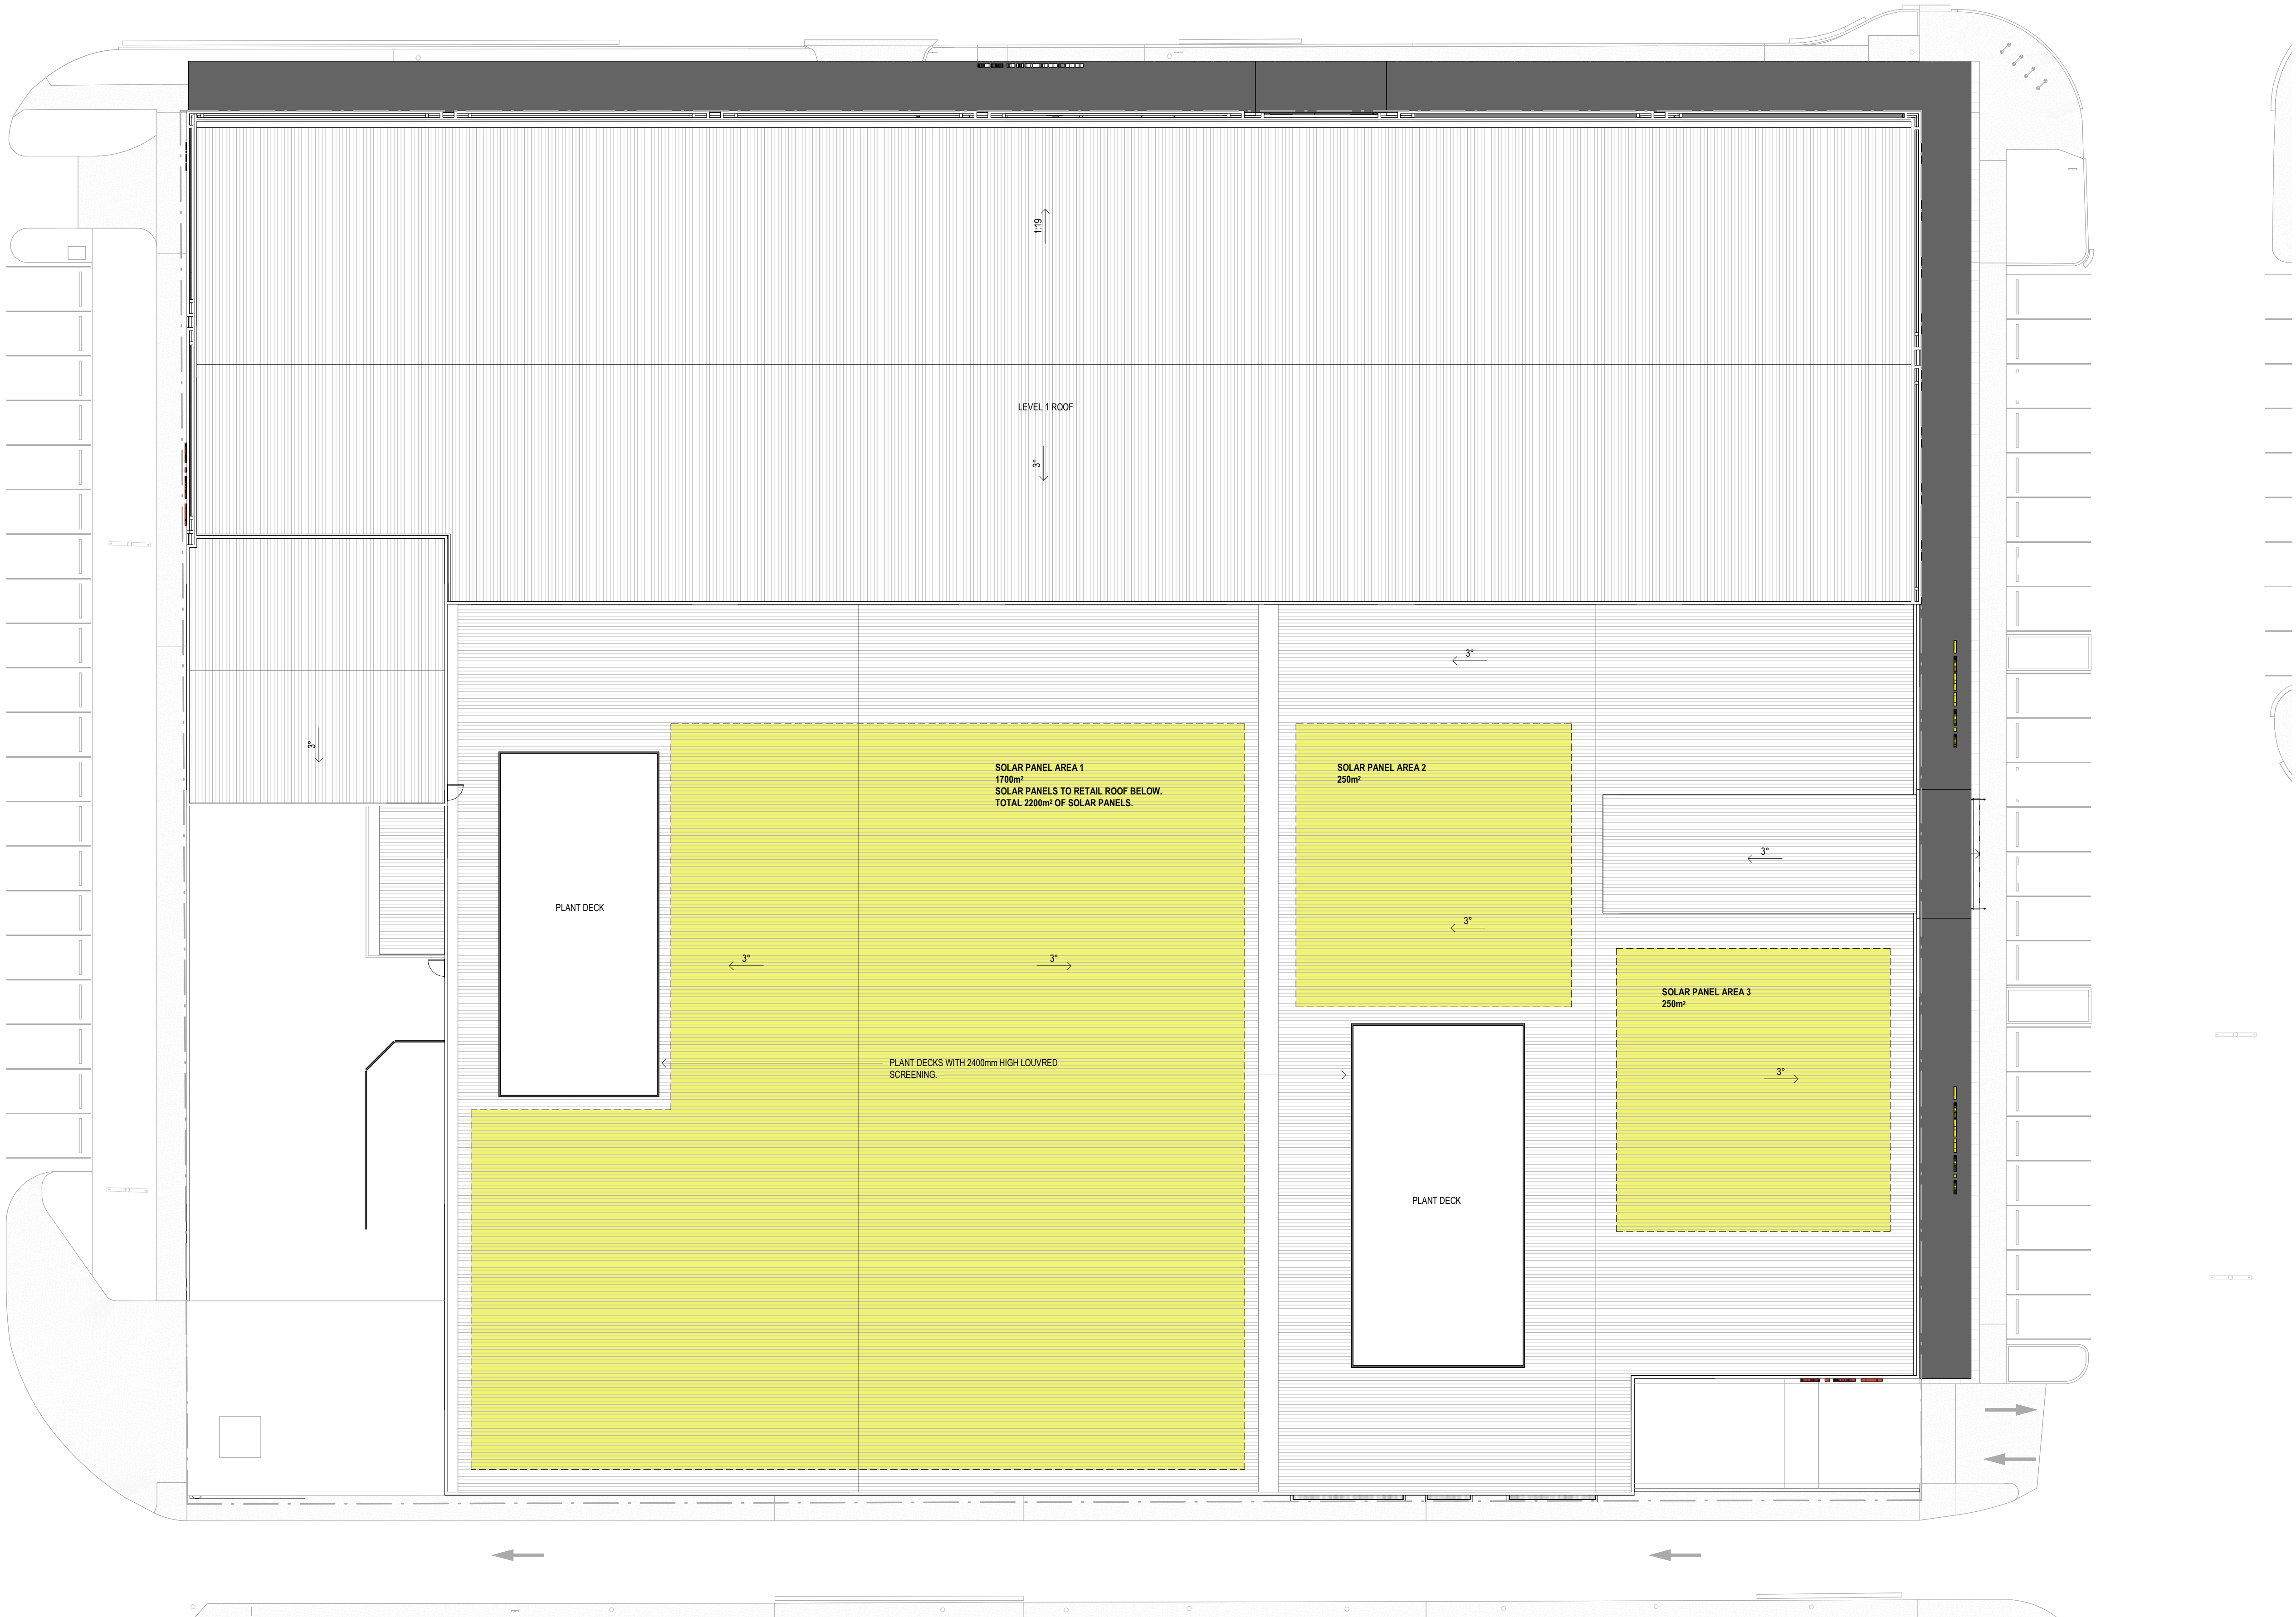 1:19
LEVEL 1 ROOF
3°
3°
3°
SOLAR PANEL AREA 1
1700m²
SOLAR PANELS TO RETAIL ROOF BELOW.
TOTAL 2200m² OF SOLAR PANELS.
SOLAR PANEL AREA 2
250m²
3°
PLANT DECK
3°
3°
3°
SOLAR PANEL AREA 3
250m²
PLANT DECKS WITH 2400mm HIGH LOUVRED
SCREENING.
3°
PLANT DECK